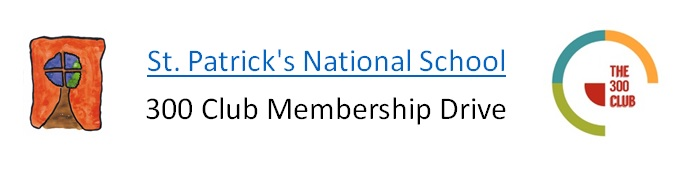 St. Patrick's National School
300 Club Membership Drive
THE
300
CLUB